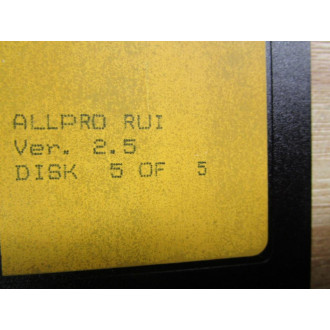 ALLPRO RUI
Ver. 2.5
DISK 5 OF 5